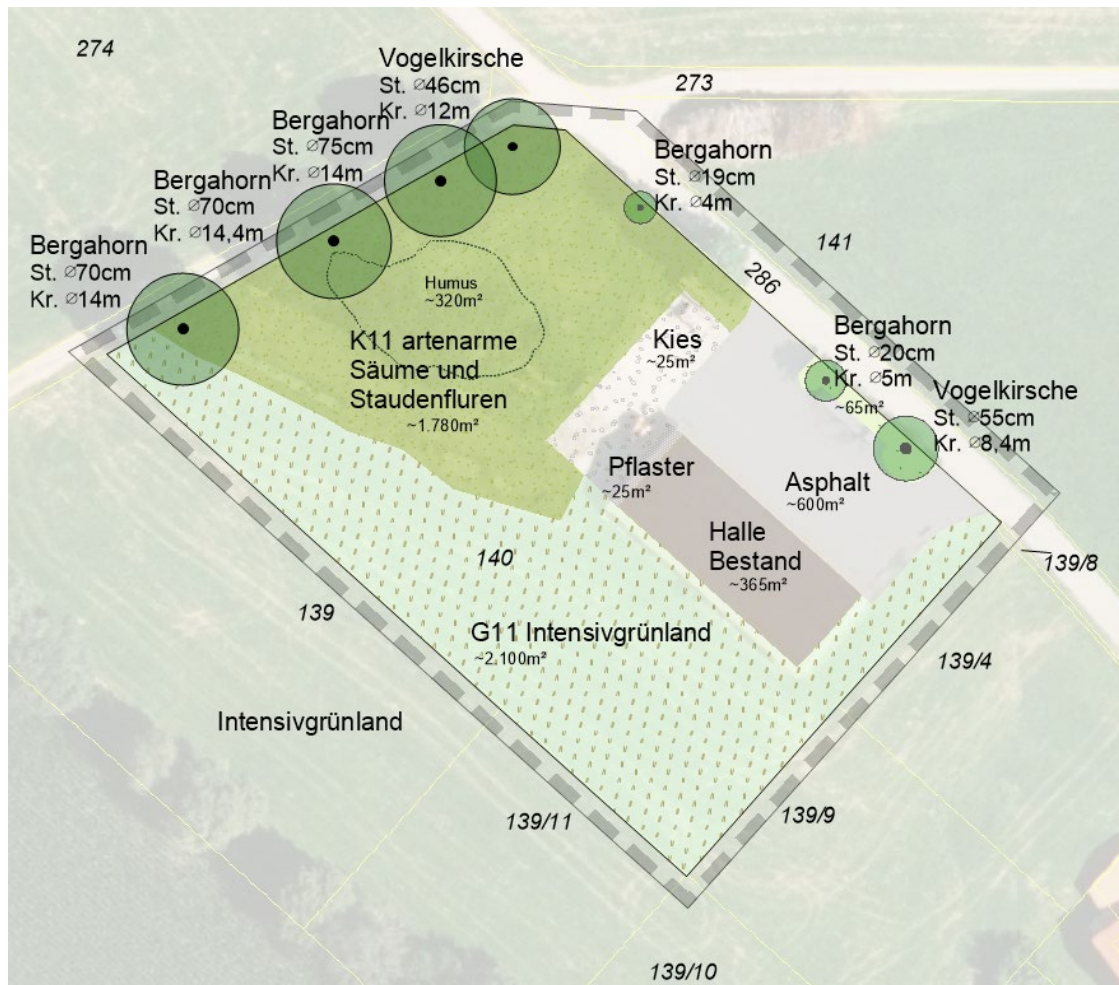 274
Vogelkirsche
St. ⌀46cm
Kr. ⌀12m
273
Bergahorn
St. ⌀75cm
Kr. ⌀14m
Bergahorn
St. ⌀19cm
Kr. ⌀4m
Bergahorn
St. ⌀70cm
Kr. ⌀14,4m
Bergahorn
St. ⌀70cm
Kr. ⌀14m
141
286
Humus
~320m²
K11 artenarme
Säume und
Staudenfluren
~1.780m²
Kies
~25m²
Bergahorn
St. ⌀20cm
Kr. ⌀5m
~65m²
Vogelkirsche
St. ⌀55cm
Kr. ⌀8,4m
Pflaster
~25m²
Asphalt
~600m²
Halle
Bestand
~365m²
140
139/8
139
G11 Intensivgrünland
~2.100m²
139/4
Intensivgrünland
139/11
139/9
139/10